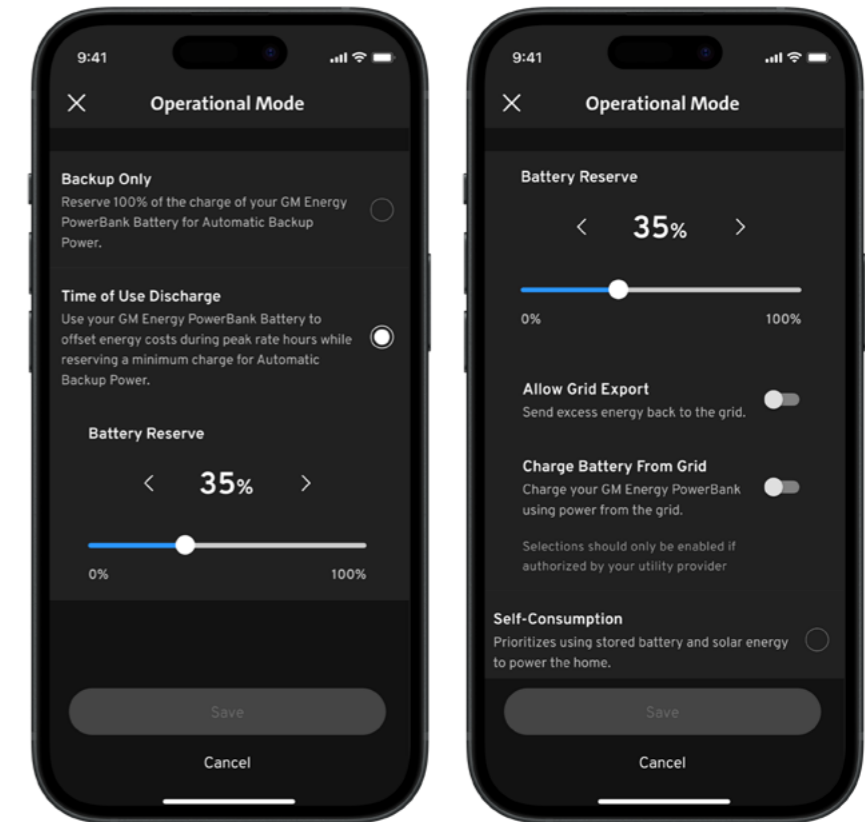 9:41
Operational Mode
Backup Only
Reserve 100% of the charge of your GM Energy
PowerBank Battery for Automatic Backup
Power.
Time of Use Discharge
Use your GM Energy PowerBank Battery to
offset energy costs during peak rate hours while
reserving a minimum charge for Automatic
Backup Power.
Battery Reserve
35%
0% 100%
Save
Cancel
9:41
Operational Mode
Battery Reserve
35%
0% 100%
Allow Grid Export
Send excess energy back to the grid.
Charge Battery From Grid
Charge your GM Energy PowerBank
using power from the grid.
Selections should only be enabled if
authorized by your utility provider
Self-Consumption
Prioritizes using stored battery and solar energy
to power the home.
Save
Cancel